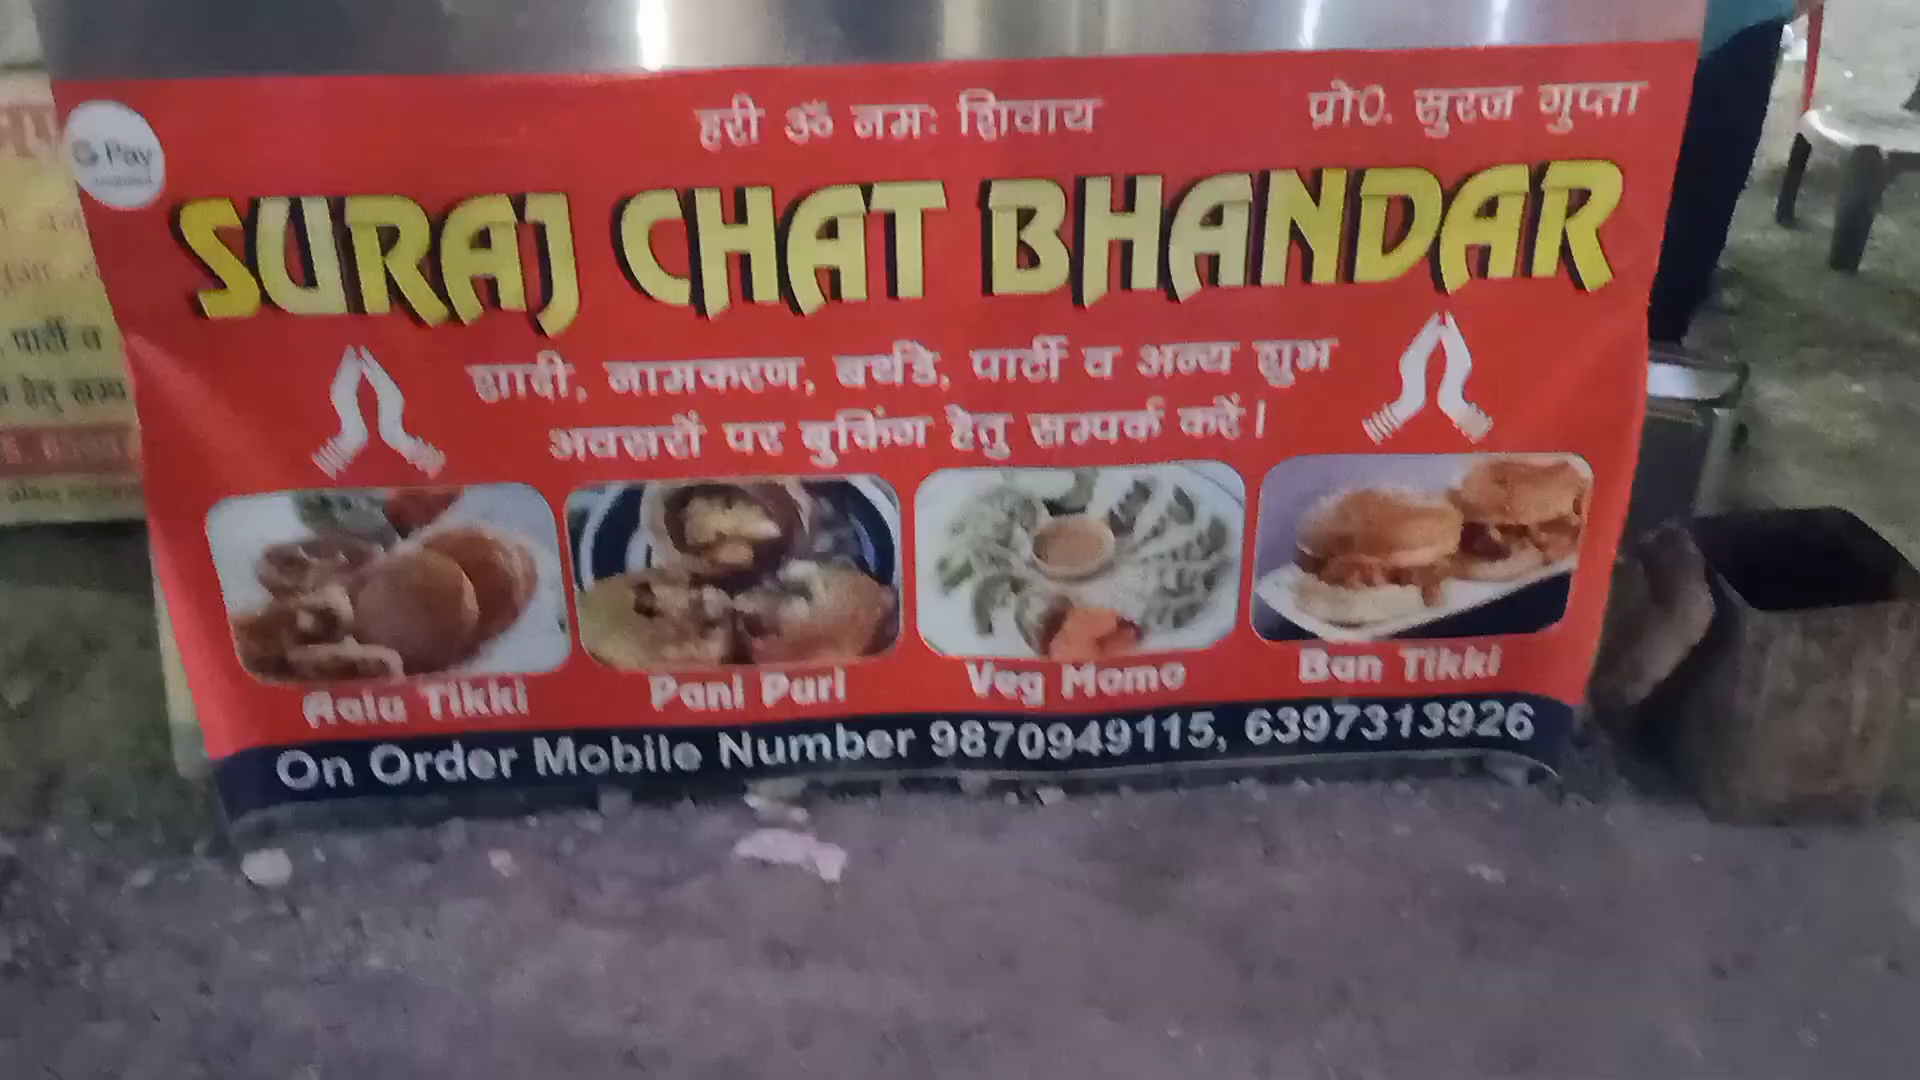 हरी ॐ नमः शिवाय
प्रो0. सुरज गुप्ता
G Pay
SURAJ CHAT BHANDAR
शादी, नामकरण, बर्थडे, पार्टी व अन्य शुभ
अवसरों पर बुकिंग हेतु सम्पर्क करें।
Aalu Tikki
Pani Puri
Veg Momo
Ban Tikki
On Order Mobile Number 9870949115, 6397313926
पार्टी व
हेतु सम्प